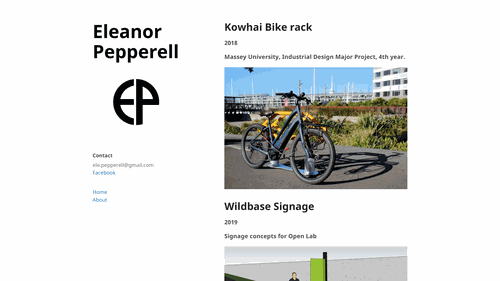 Eleanor
Pepperell
EP
Contact
ele.pepperell@gmail.com
Facebook
Home
About
Kowhai Bike rack
2018
Massey University, Industrial Design Major Project, 4th year.
Wildbase Signage
2019
Signage concepts for Open Lab